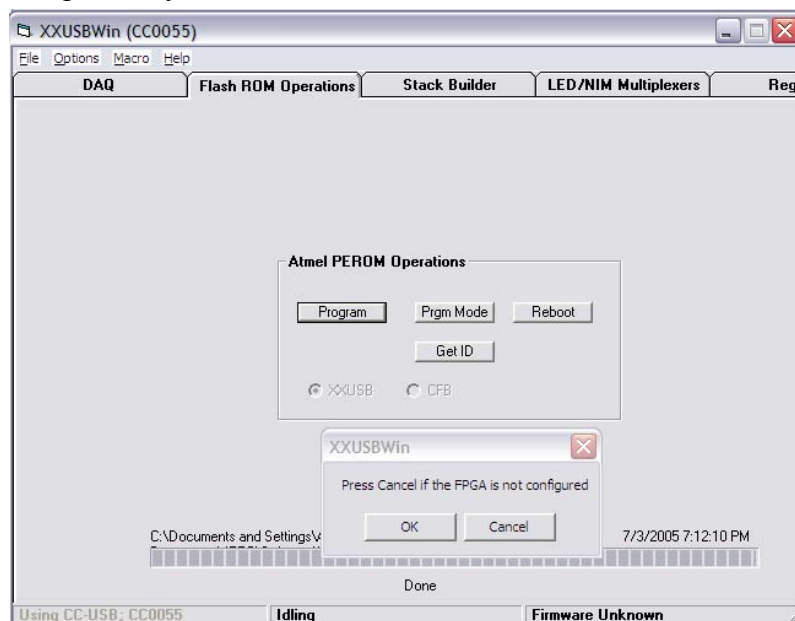 XXUSBWin (CC0055)
File Options Macro Help
DAQ Flash ROM Operations Stack Builder LED/NIM Multiplexers Reg
Atmel PEROM Operations
Program Prgm Mode Reboot
Get ID
XXUSB CFB
XXUSBWin
Press Cancel if the FPGA is not configured
OK Cancel
C:\Documents and Settings\ 7/3/2005 7:12:10 PM
Done
Using CC-USB; CC0055 Idling Firmware Unknown